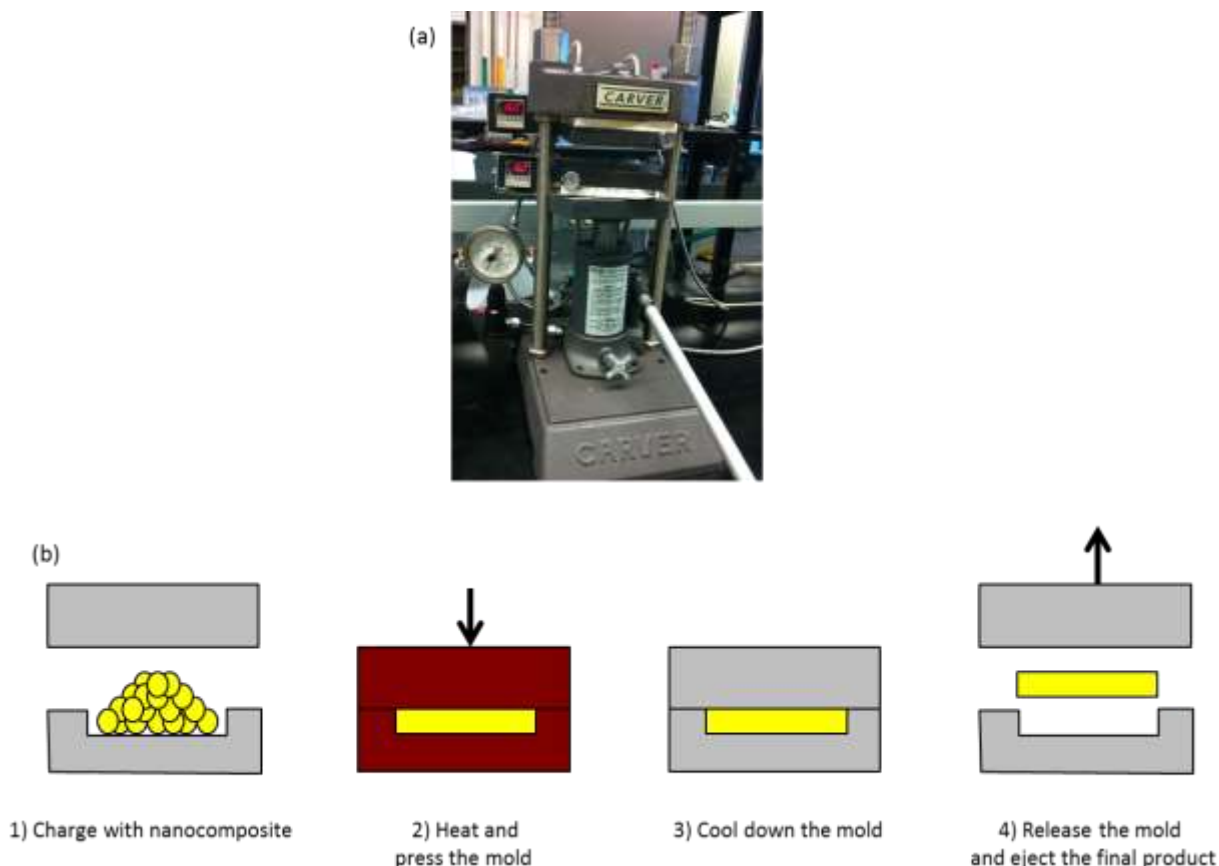 (a)
CARVER
CARVER
(b)
1) Charge with nanocomposite
2) Heat and
press the mold
3) Cool down the mold
4) Release the mold
and eject the final product